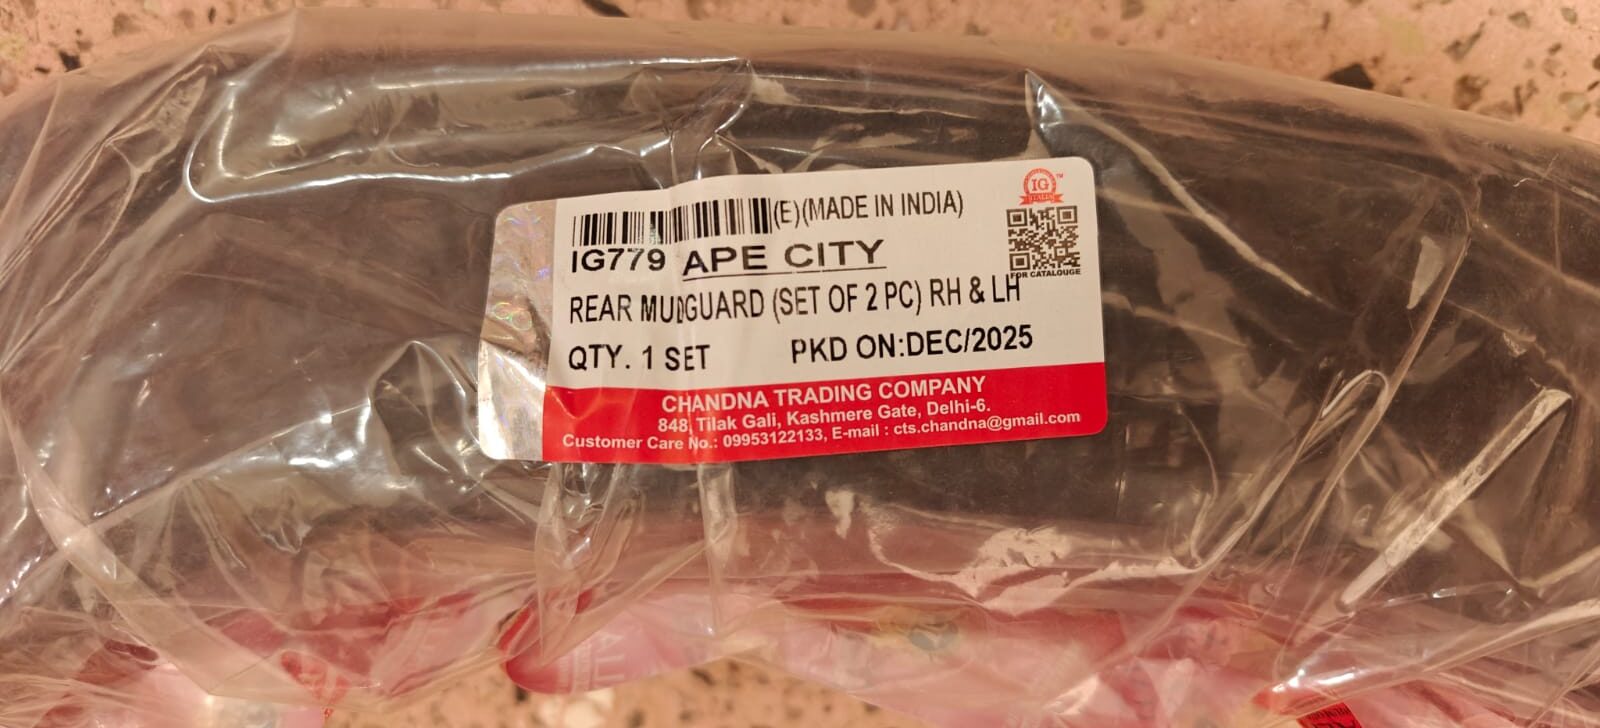 (E)(MADE IN INDIA)
IG
IG779 APE CITY
FOR CATALOUGE
REAR MUDGUARD (SET OF 2 PC) RH & LH
QTY. 1 SET PKD ON:DEC/2025
CHANDNA TRADING COMPANY
848, Tilak Gali, Kashmere Gate, Delhi-6.
Customer Care No.: 09953122133, E-mail : cts.chandna@gmail.com